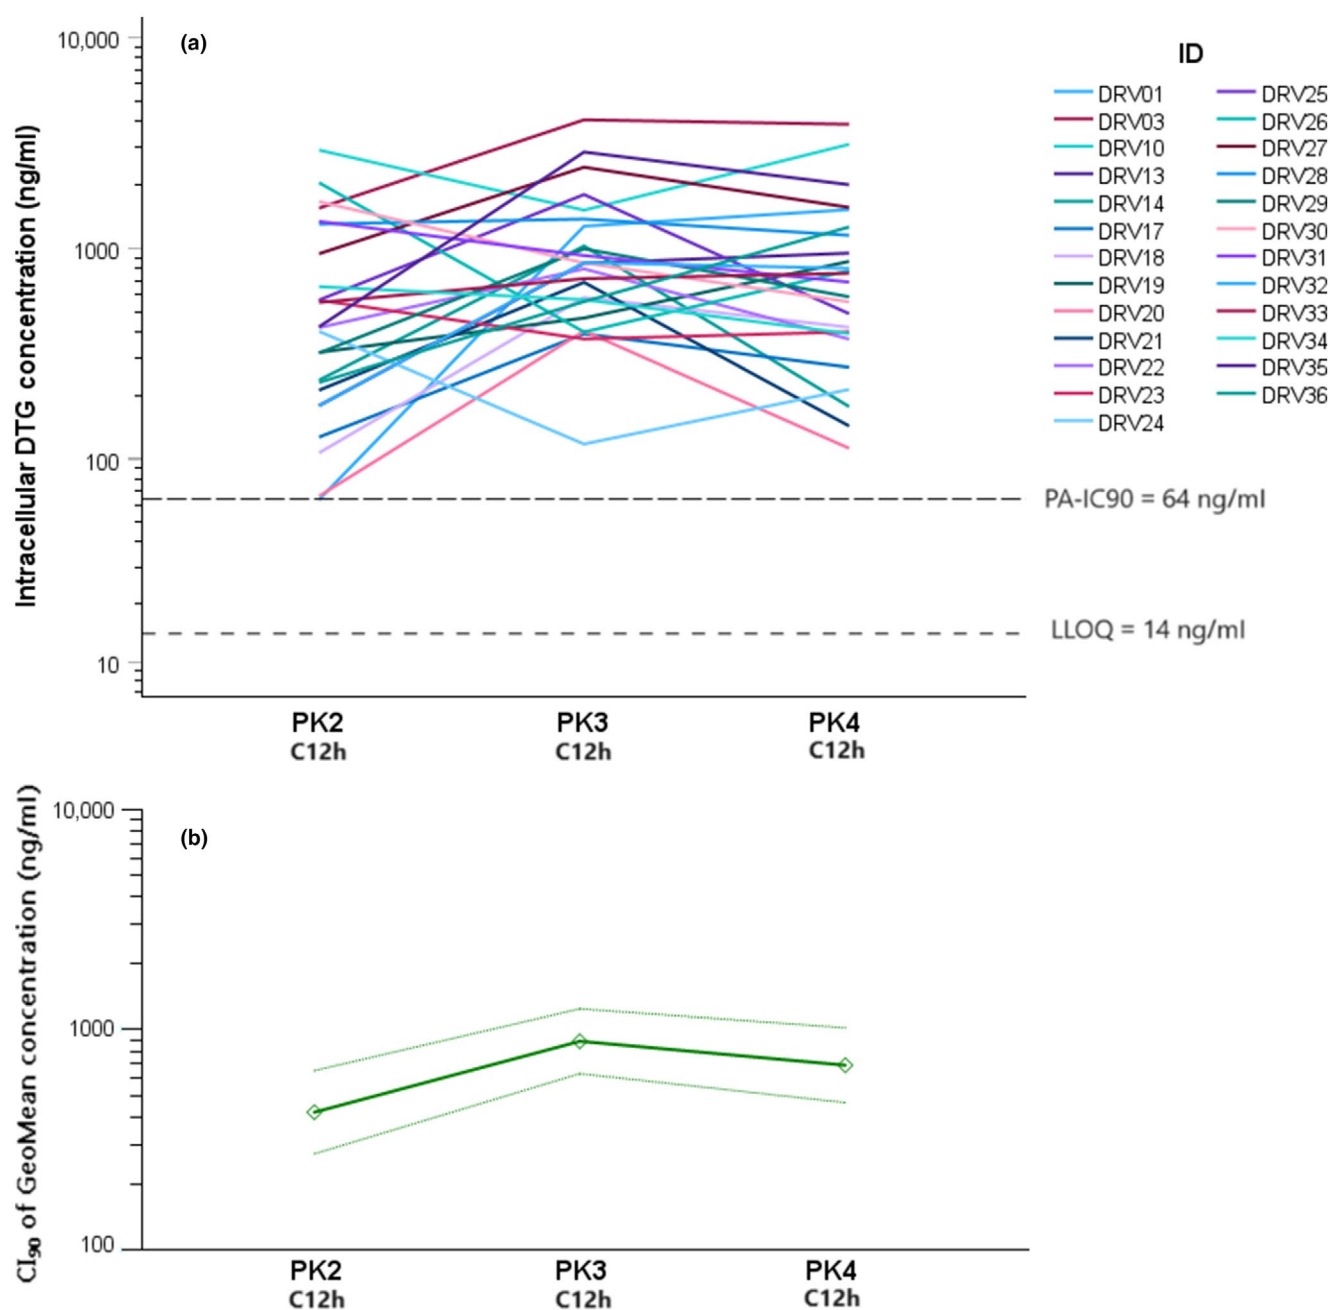 (a)
Intracellular DTG concentration (ng/ml)
10,000
1000
100
10
PA-IC90 = 64 ng/ml
LLOQ = 14 ng/ml
PK2 PK3 PK4
C12h C12h C12h
ID
DRV01 DRV25
DRV03 DRV26
DRV10 DRV27
DRV13 DRV28
DRV14 DRV29
DRV17 DRV30
DRV18 DRV31
DRV19 DRV32
DRV20 DRV33
DRV21 DRV34
DRV22 DRV35
DRV23 DRV36
DRV24
(b)
CI90 of GeoMean concentration (ng/ml)
10,000
1000
100
PK2 PK3 PK4
C12h C12h C12h